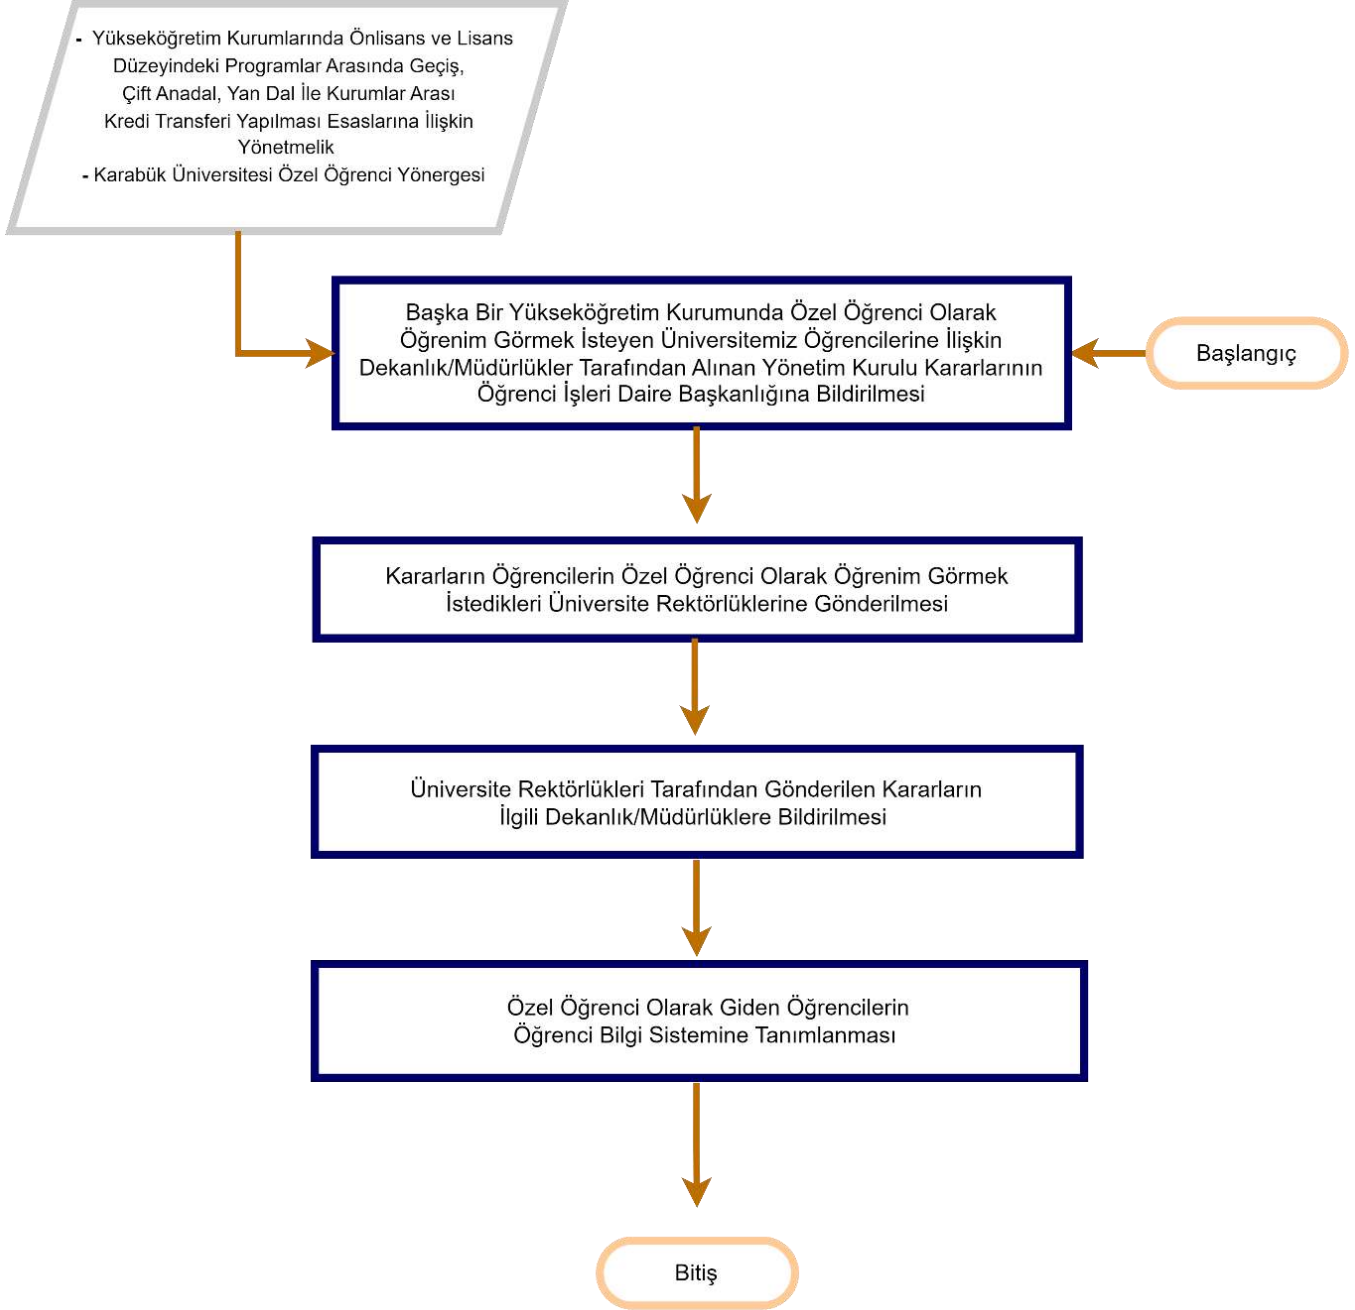 - Yükseköğretim Kurumlarında Önlisans ve Lisans
Düzeyindeki Programlar Arasında Geçiş,
Çift Anadal, Yan Dal İle Kurumlar Arası
Kredi Transferi Yapılması Esaslarına İlişkin
Yönetmelik
- Karabük Üniversitesi Özel Öğrenci Yönergesi
Başka Bir Yükseköğretim Kurumunda Özel Öğrenci Olarak
Öğrenim Görmek İsteyen Üniversitemiz Öğrencilerine İlişkin
Dekanlık/Müdürlükler Tarafından Alınan Yönetim Kurulu Kararlarının
Öğrenci İşleri Daire Başkanlığına Bildirilmesi
Başlangıç
Kararların Öğrencilerin Özel Öğrenci Olarak Öğrenim Görmek
İstedikleri Üniversite Rektörlüklerine Gönderilmesi
Üniversite Rektörlükleri Tarafından Gönderilen Kararların
İlgili Dekanlık/Müdürlüklere Bildirilmesi
Özel Öğrenci Olarak Giden Öğrencilerin
Öğrenci Bilgi Sistemine Tanımlanması
Bitiş